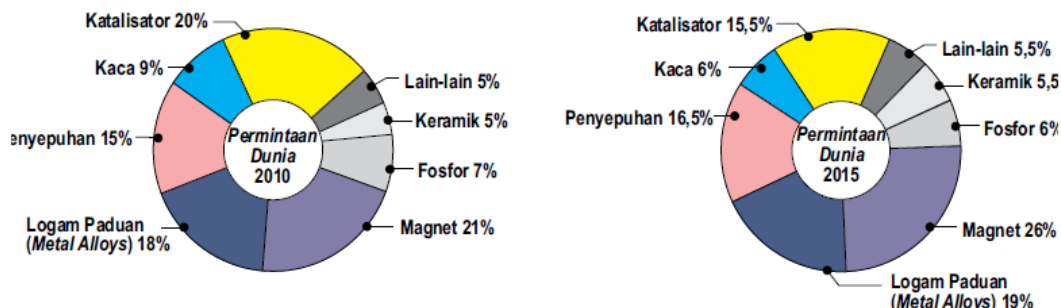 Katalisator 20%
Kaca 9%
Lain-lain 5%
Keramik 5%
enyepuhan 15%
Permintaan
Dunia
2010
Fosfor 7%
Logam Paduan
(Metal Alloys) 18%
Magnet 21%
Katalisator 15,5%
Lain-lain 5,5%
Kaca 6%
Keramik 5,5
Penyepuhan 16,5%
Permintaan
Dunia
2015
Fosfor 6%
Magnet 26%
Logam Paduan
(Metal Alloys) 19%